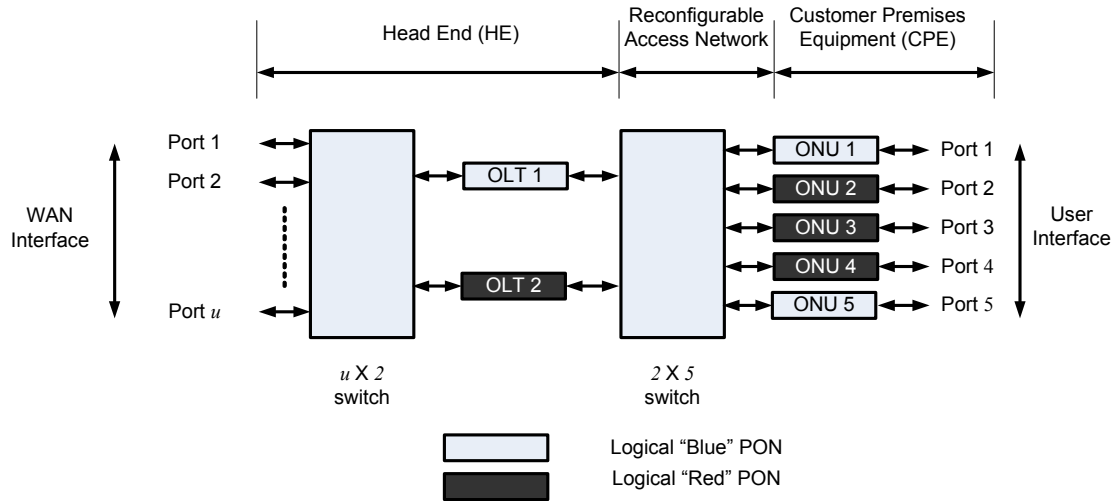 Head End (HE)
Reconfigurable
Access Network
Customer Premises
Equipment (CPE)
WAN
Interface
Port 1
Port 2
Port u
OLT 1
OLT 2
ONU 1
ONU 2
ONU 3
ONU 4
ONU 5
Port 1
Port 2
Port 3
Port 4
Port 5
User
Interface
u X 2
switch
2 X 5
switch
Logical “Blue” PON
Logical “Red” PON